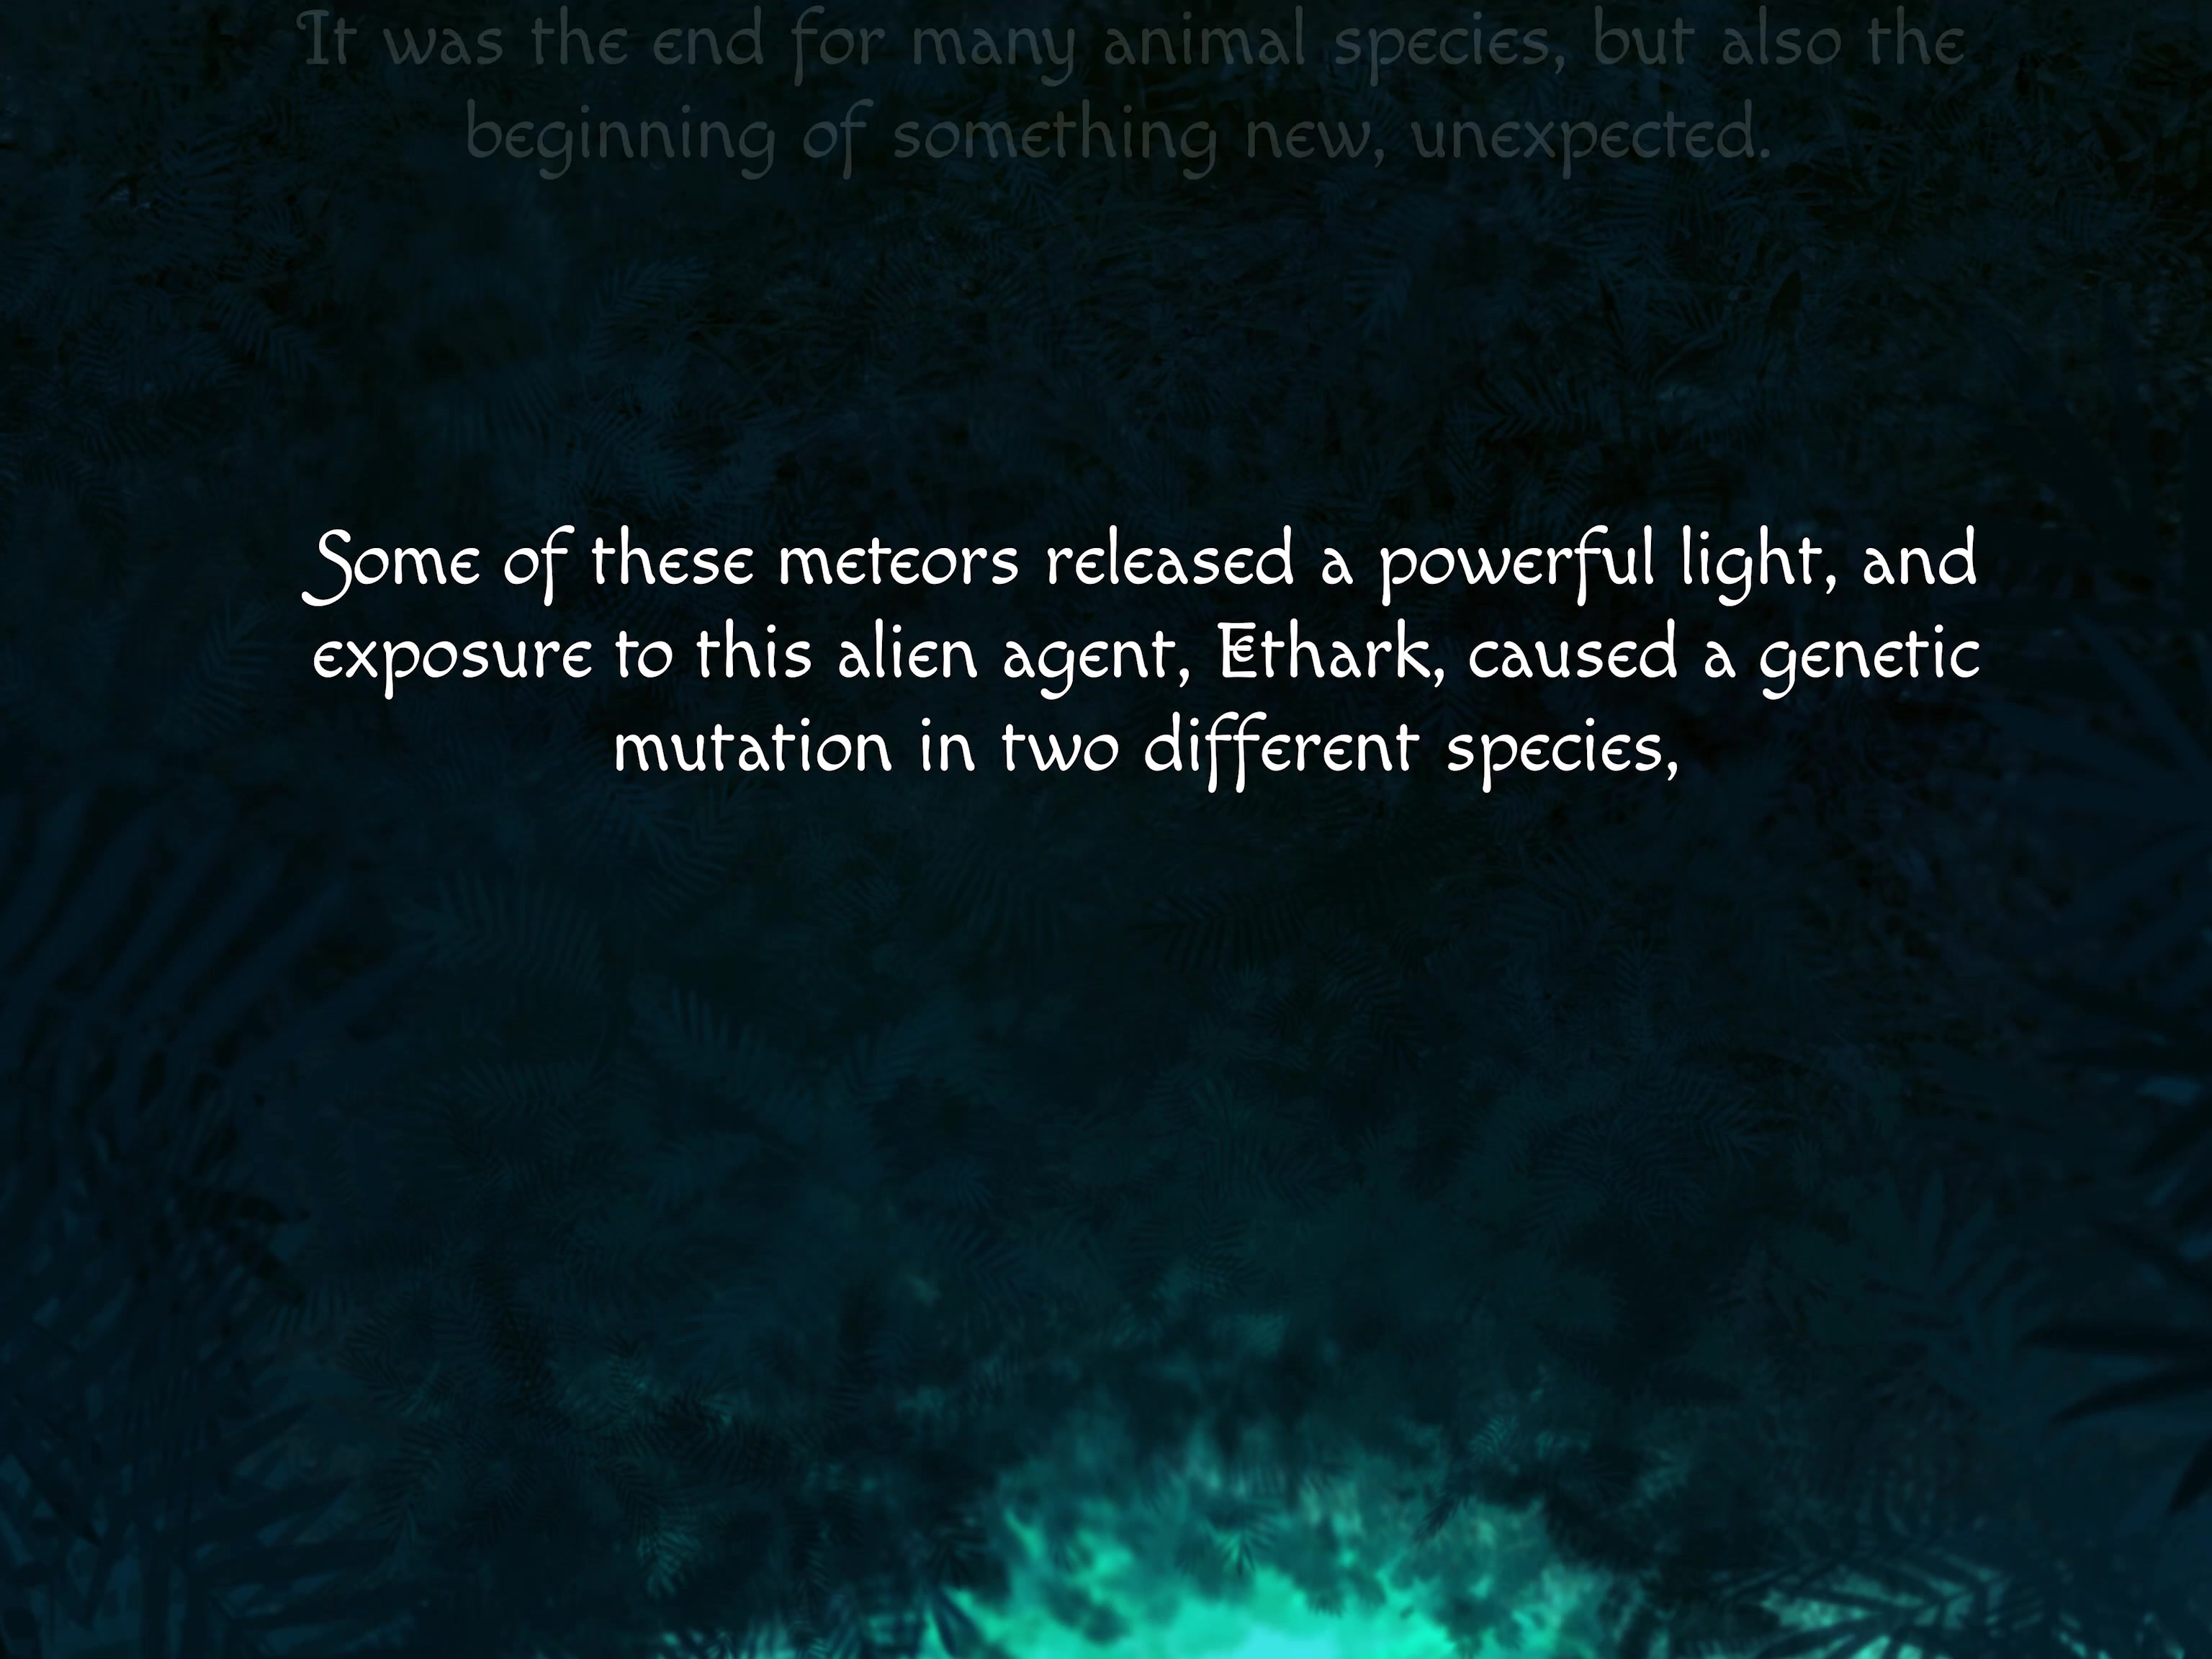 It was the end for many animal species, but also the
beginning of something new, unexpected.
Some of these meteors released a powerful light, and
exposure to this alien agent, Ethark, caused a genetic
mutation in two different species,